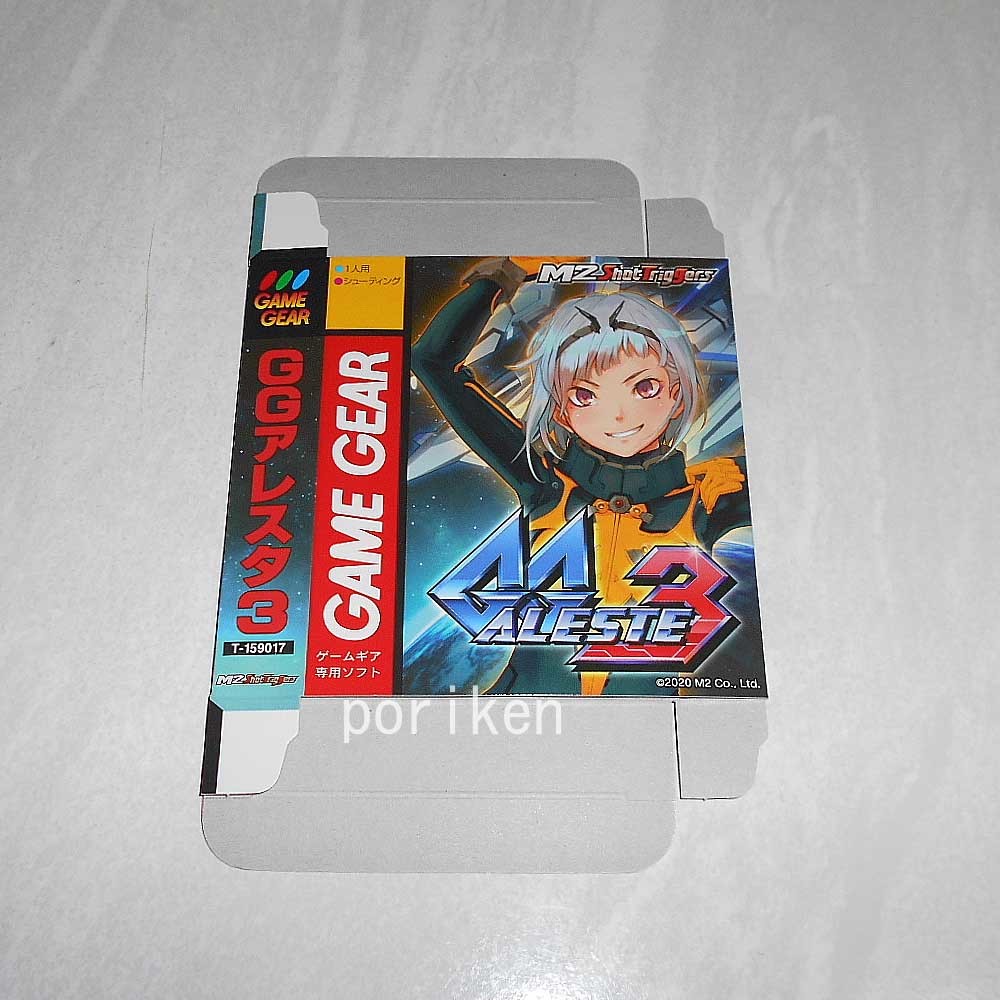 GAME
GEAR
GGアレスタ3
T-159017
M2 ShotTriggers
1人用
シューティング
GAME GEAR
ゲームギア
専用ソフト
M2 ShotTriggers
GG
ALESTE 3
©2020 M2 Co., Ltd.
poriken